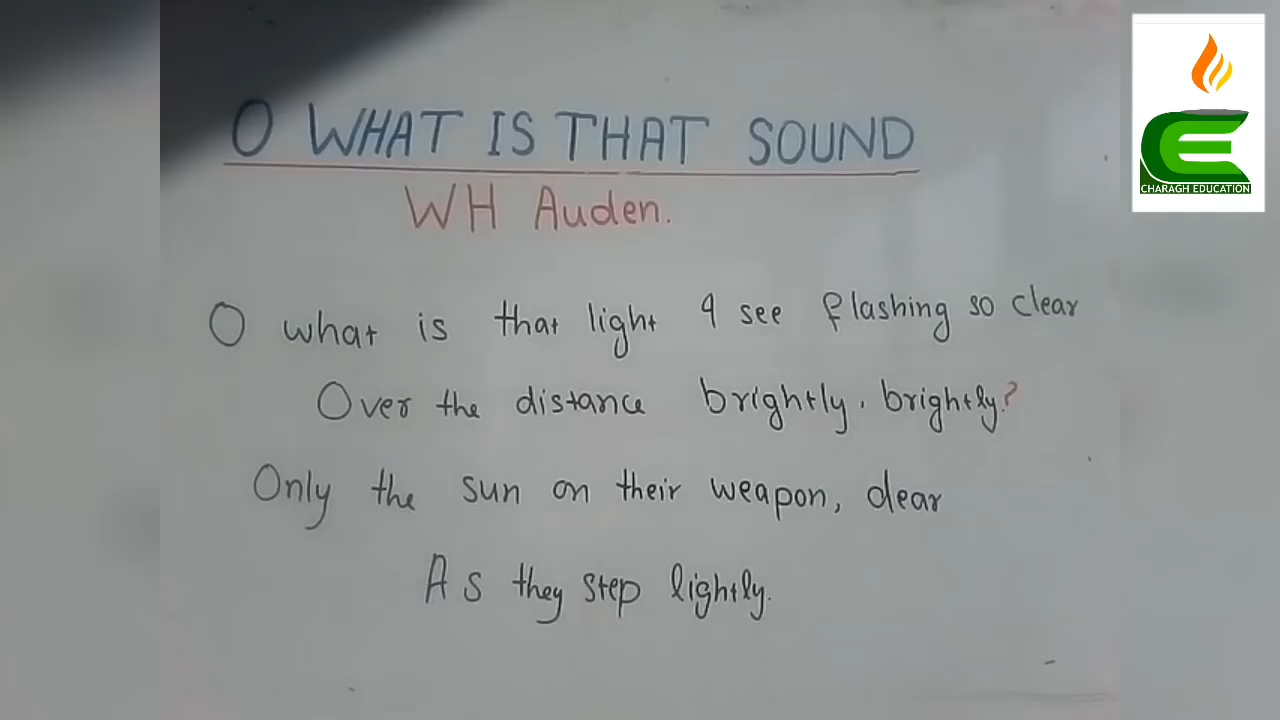 O WHAT IS THAT SOUND
WH Auden.
O what is that light I see flashing so clear
Over the distance brightly, brightly?
Only the sun on their weapon, dear
As they step lightly.
CHARAGH EDUCATION